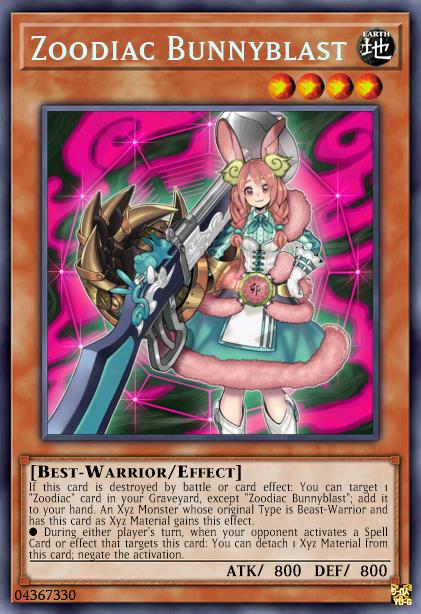 Zoodiac Bunnyblast
EARTH
地
[Best-Warrior/Effect]
If this card is destroyed by battle or card effect: You can target 1
"Zoodiac" card in your Graveyard, except "Zoodiac Bunnyblast"; add it
to your hand. An Xyz Monster whose original Type is Beast-Warrior and
has this card as Xyz Material gains this effect.
● During either player's turn, when your opponent activates a Spell
Card or effect that targets this card: You can detach 1 Xyz Material from
this card; negate the activation.
ATK/ 800 DEF/ 800
04367330